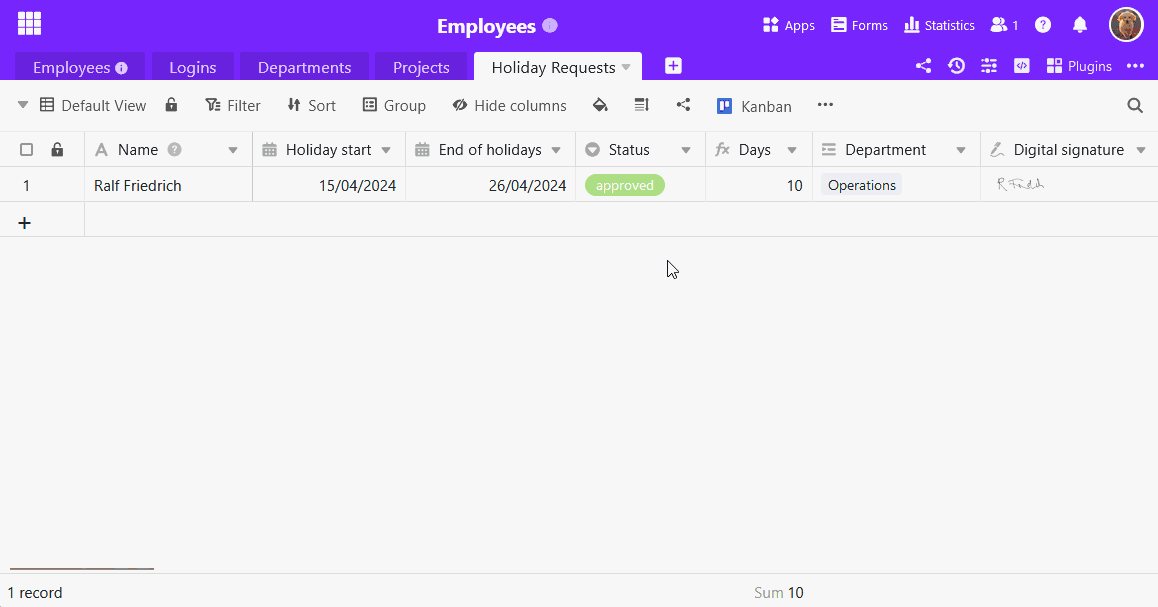 Employees
Apps Forms Statistics 1
Employees Logins Departments Projects Holiday Requests Plugins
Default View Filter Sort Group Hide columns Kanban
Name Holiday start End of holidays Status fx Days Department Digital signature
1 Ralf Friedrich 15/04/2024 26/04/2024 approved 10 Operations
1 record Sum 10